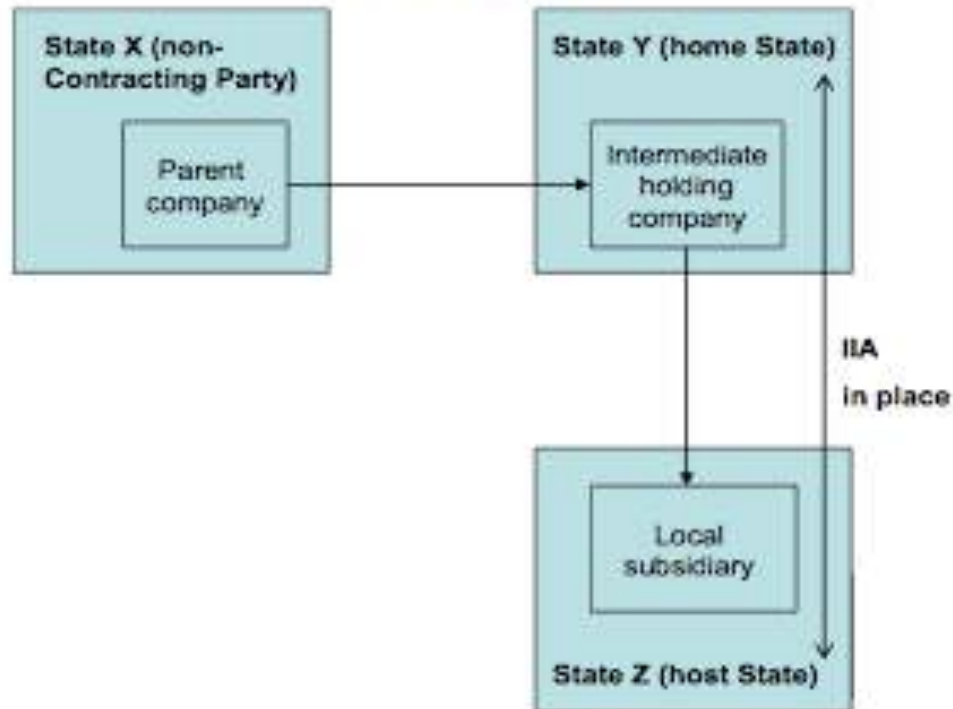 State X (non-
Contracting Party)
Parent
company
State Y (home State)
Intermediate
holding
company
IIA
in place
Local
subsidiary
State Z (host State)